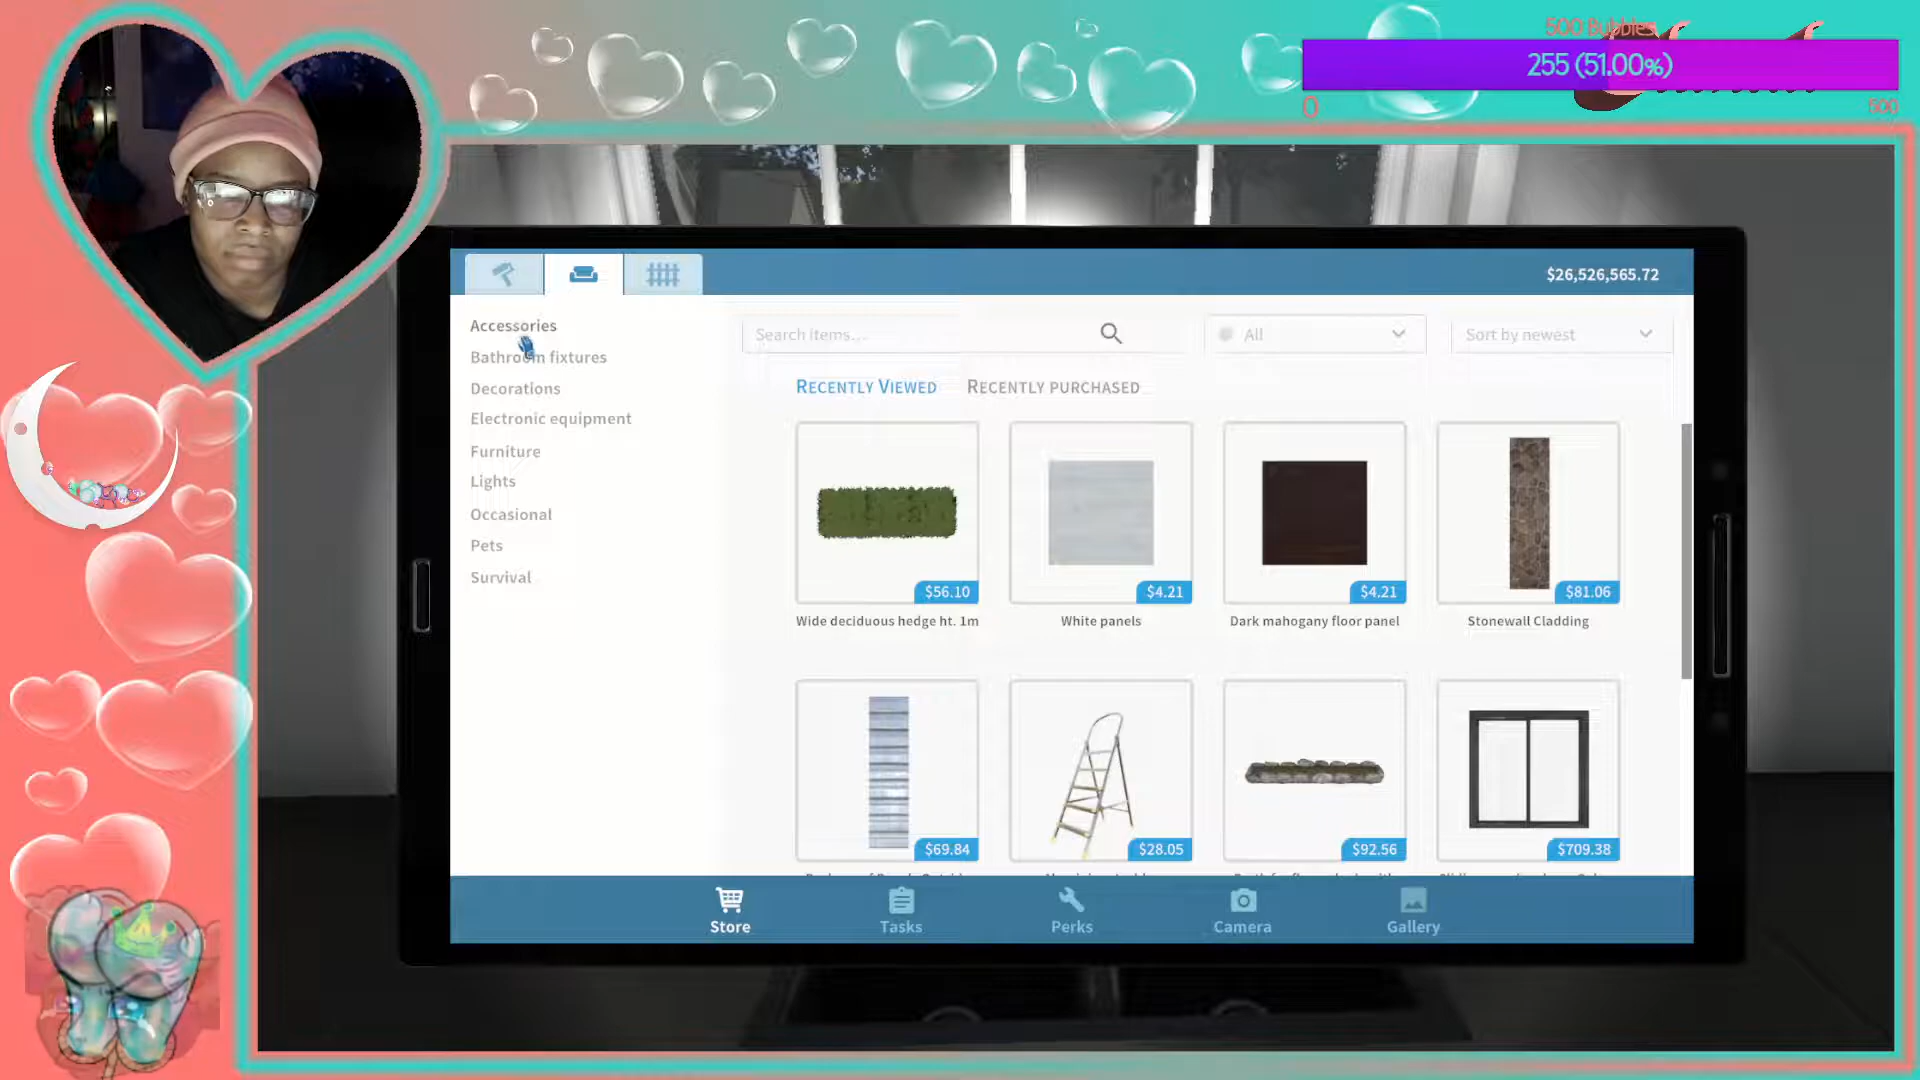 500 Bubbles
255 (51.00%)
0
500
$26,526,565.72
Accessories
Bathroom fixtures
Decorations
Electronic equipment
Furniture
Lights
Occasional
Pets
Survival
Search items...
All
Sort by newest
RECENTLY VIEWED
RECENTLY PURCHASED
$56.10
$4.21
$4.21
$81.06
Wide deciduous hedge ht. 1m
White panels
Dark mahogany floor panel
Stonewall Cladding
$69.84
$28.05
$92.56
$709.38
Store
Tasks
Perks
Camera
Gallery